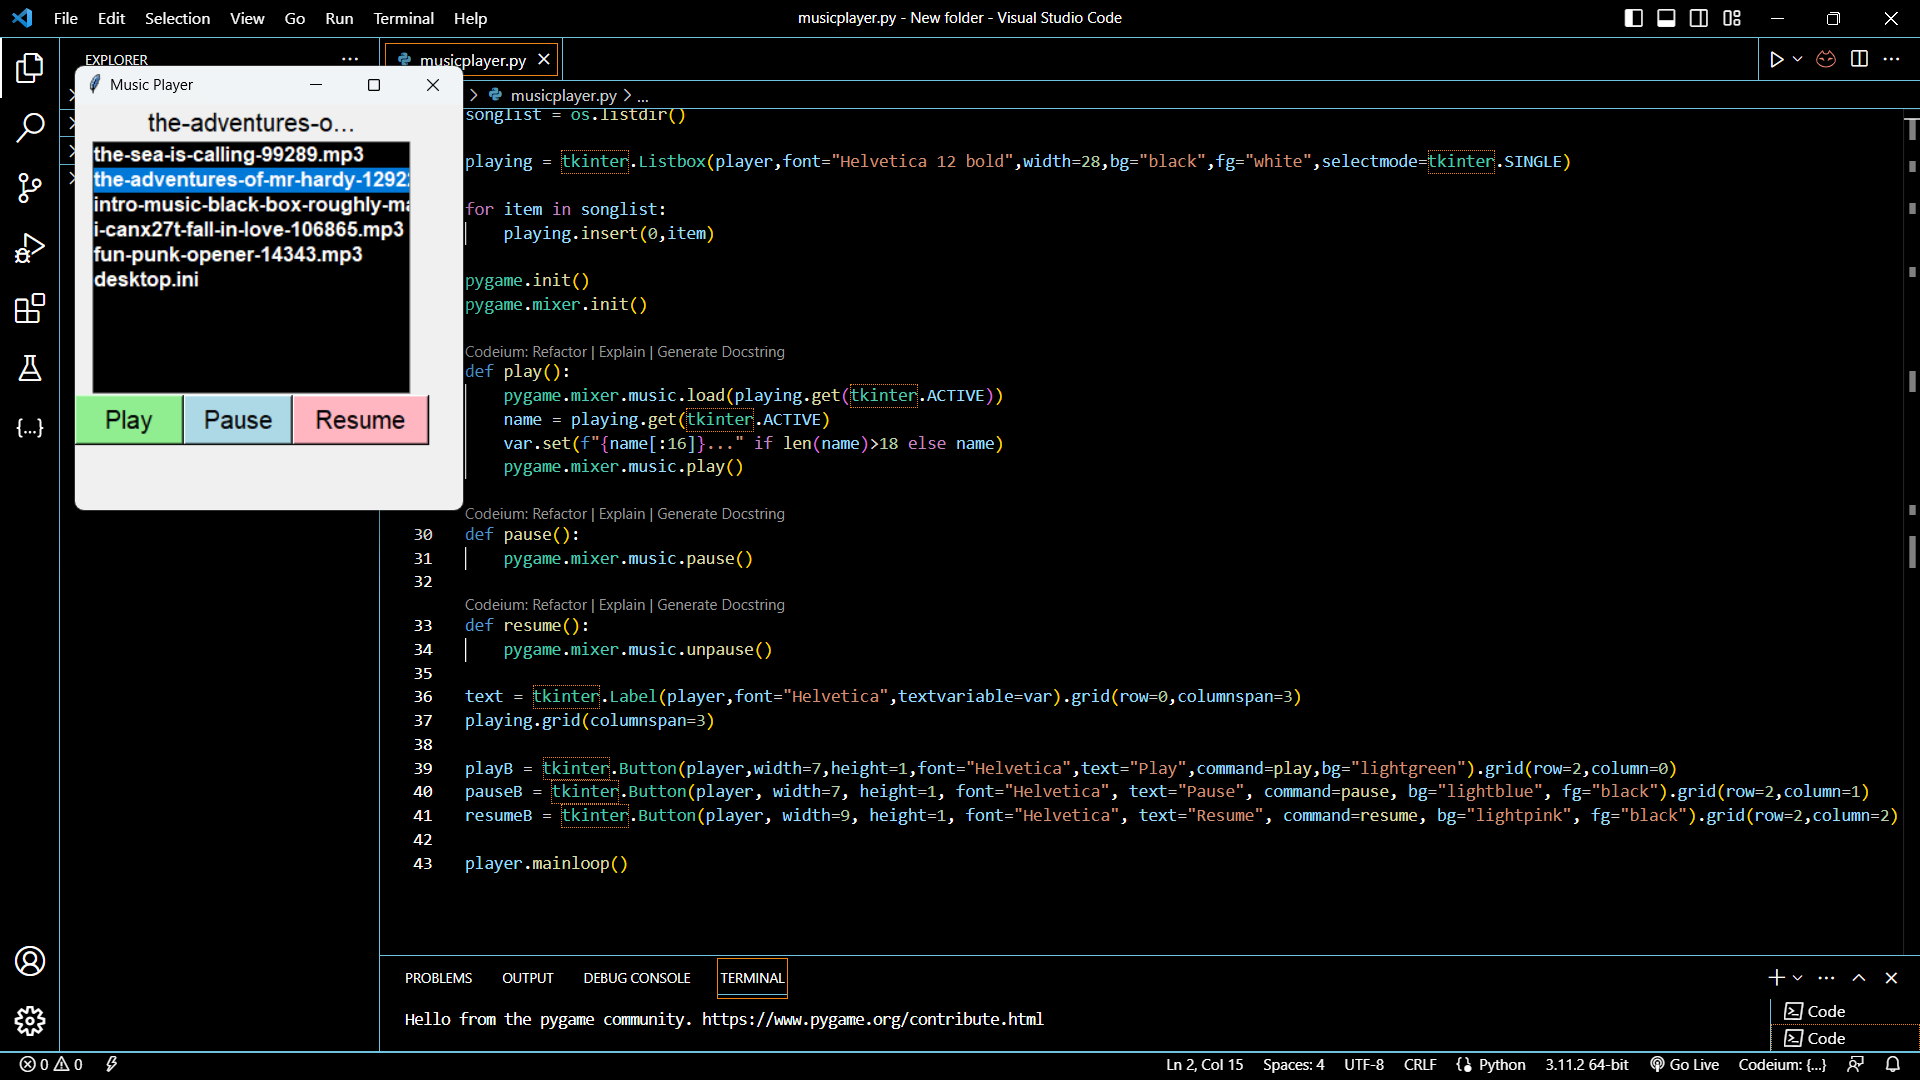 File Edit Selection View Go Run Terminal Help
musicplayer.py - New folder - Visual Studio Code
EXPLORER ...
musicplayer.py
musicplayer.py > ...
Music Player
the-adventures-o...
the-sea-is-calling-99289.mp3
the-adventures-of-mr-hardy-1292
intro-music-black-box-roughly-ma
i-canx27t-fall-in-love-106865.mp3
fun-punk-opener-14343.mp3
desktop.ini
Play Pause Resume
songlist = os.listdir()
playing = tkinter.Listbox(player,font="Helvetica 12 bold",width=28,bg="black",fg="white",selectmode=tkinter.SINGLE)
for item in songlist:
playing.insert(0,item)
pygame.init()
pygame.mixer.init()
Codeium: Refactor | Explain | Generate Docstring
def play():
pygame.mixer.music.load(playing.get(tkinter.ACTIVE))
name = playing.get(tkinter.ACTIVE)
var.set(f"{name[:16]}..." if len(name)>18 else name)
pygame.mixer.music.play()
Codeium: Refactor | Explain | Generate Docstring
30 def pause():
31 pygame.mixer.music.pause()
32
Codeium: Refactor | Explain | Generate Docstring
33 def resume():
34 pygame.mixer.music.unpause()
35
36 text = tkinter.Label(player,font="Helvetica",textvariable=var).grid(row=0,columnspan=3)
37 playing.grid(columnspan=3)
38
39 playB = tkinter.Button(player,width=7,height=1,font="Helvetica",text="Play",command=play,bg="lightgreen").grid(row=2,column=0)
40 pauseB = tkinter.Button(player, width=7, height=1, font="Helvetica", text="Pause", command=pause, bg="lightblue", fg="black").grid(row=2,column=1)
41 resumeB = tkinter.Button(player, width=9, height=1, font="Helvetica", text="Resume", command=resume, bg="lightpink", fg="black").grid(row=2,column=2)
42
43 player.mainloop()
PROBLEMS OUTPUT DEBUG CONSOLE TERMINAL
Hello from the pygame community. https://www.pygame.org/contribute.html
Code
Code
0 0 Ln 2, Col 15 Spaces: 4 UTF-8 CRLF Python 3.11.2 64-bit Go Live Codeium: {...}